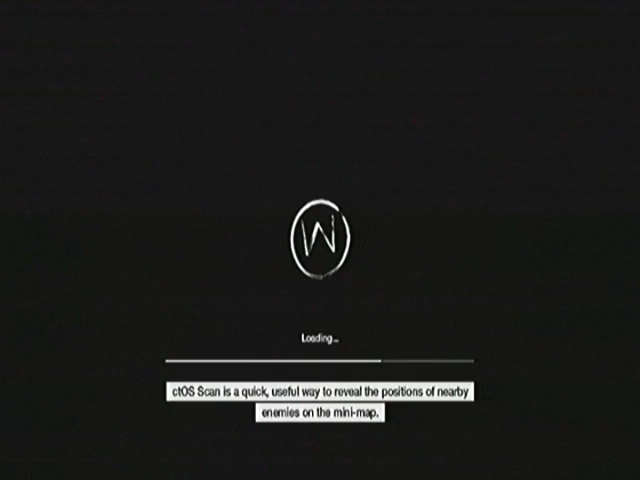 W
Loading...
ctOS Scan is a quick, useful way to reveal the positions of nearby
enemies on the mini-map.